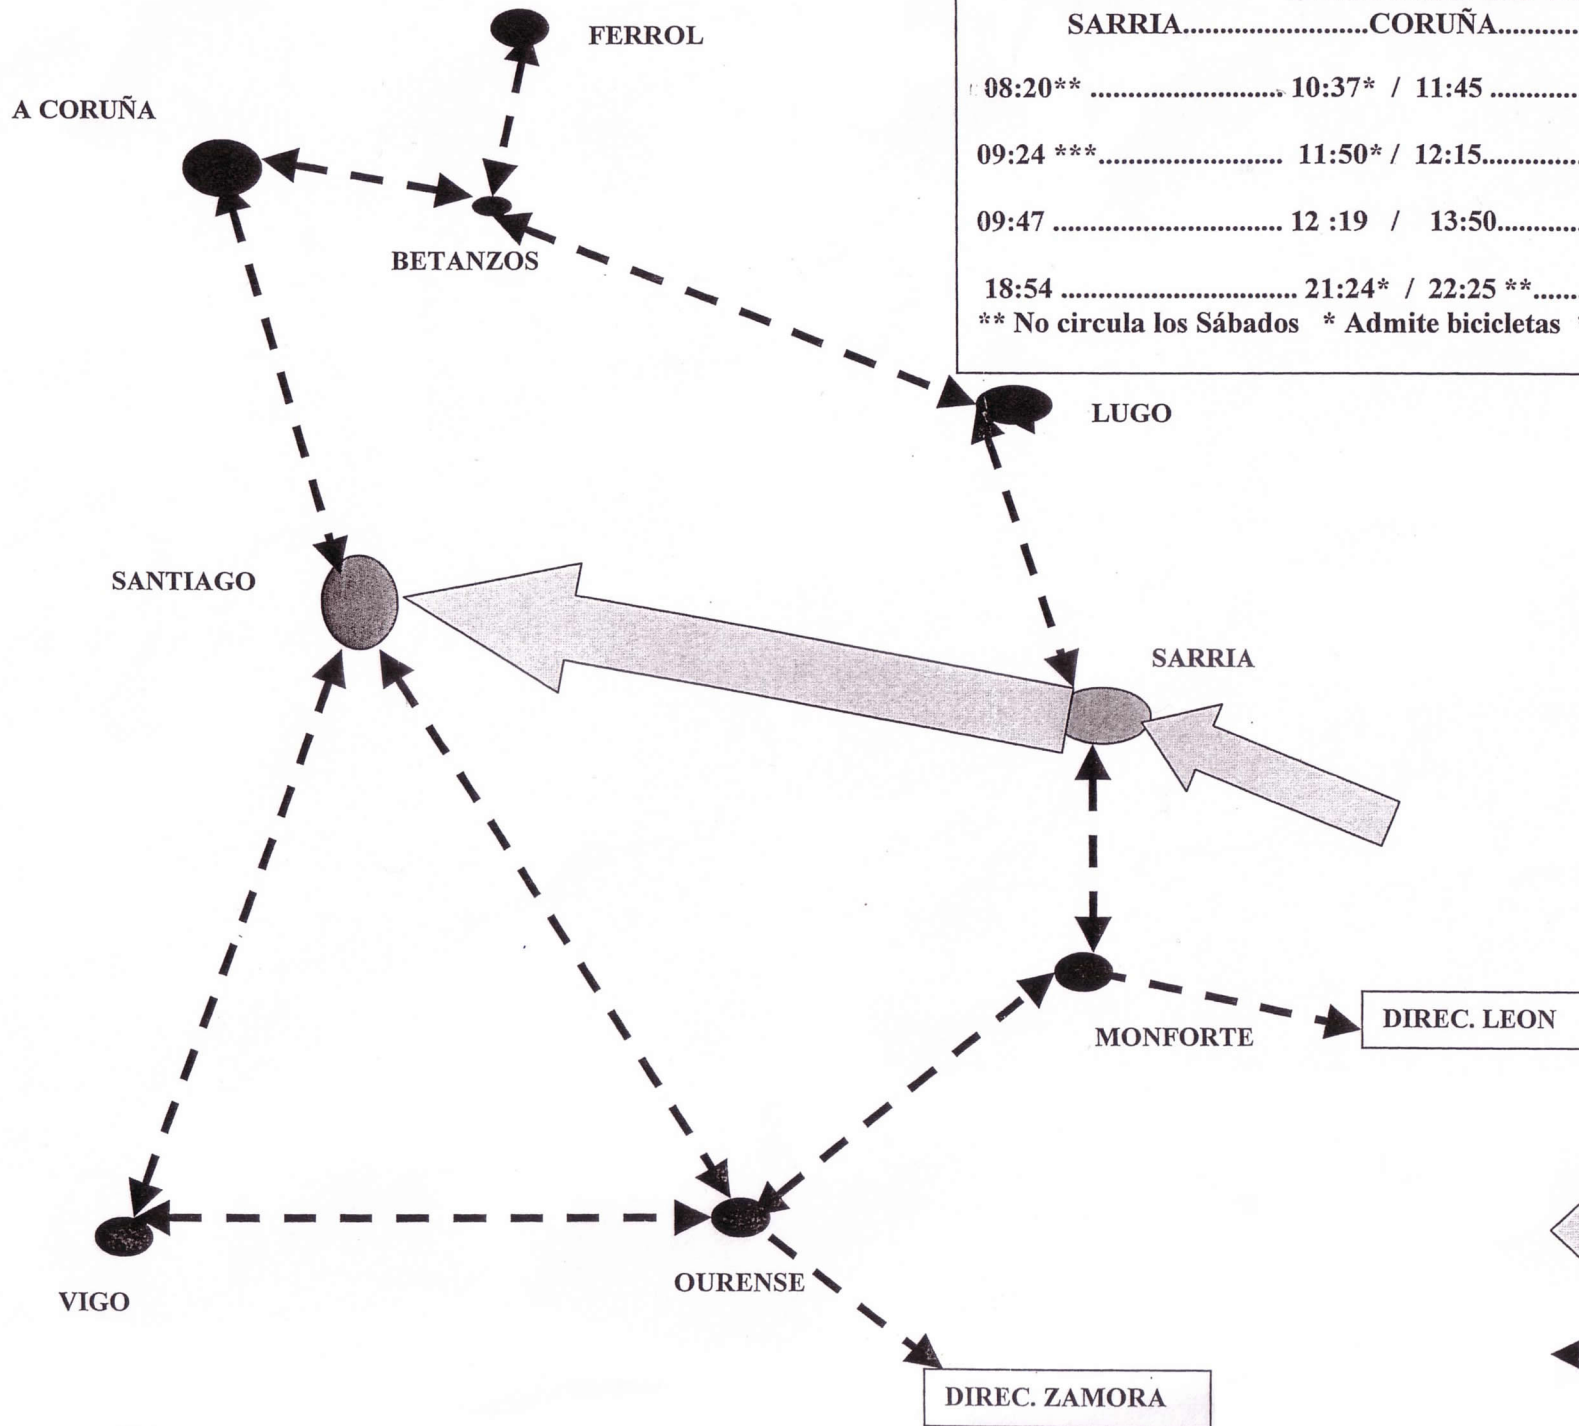 FERROL
SARRIA.........................CORUÑA...........
A CORUÑA
08:20** .......................... 10:37* / 11:45 ............
09:24 ***......................... 11:50* / 12:15.............
09:47 ............................... 12 :19 / 13:50...........
BETANZOS
18:54 ................................ 21:24* / 22:25 **......
** No circula los Sábados * Admite bicicletas
LUGO
SANTIAGO
SARRIA
DIREC. LEON
MONFORTE
OURENSE
VIGO
DIREC. ZAMORA